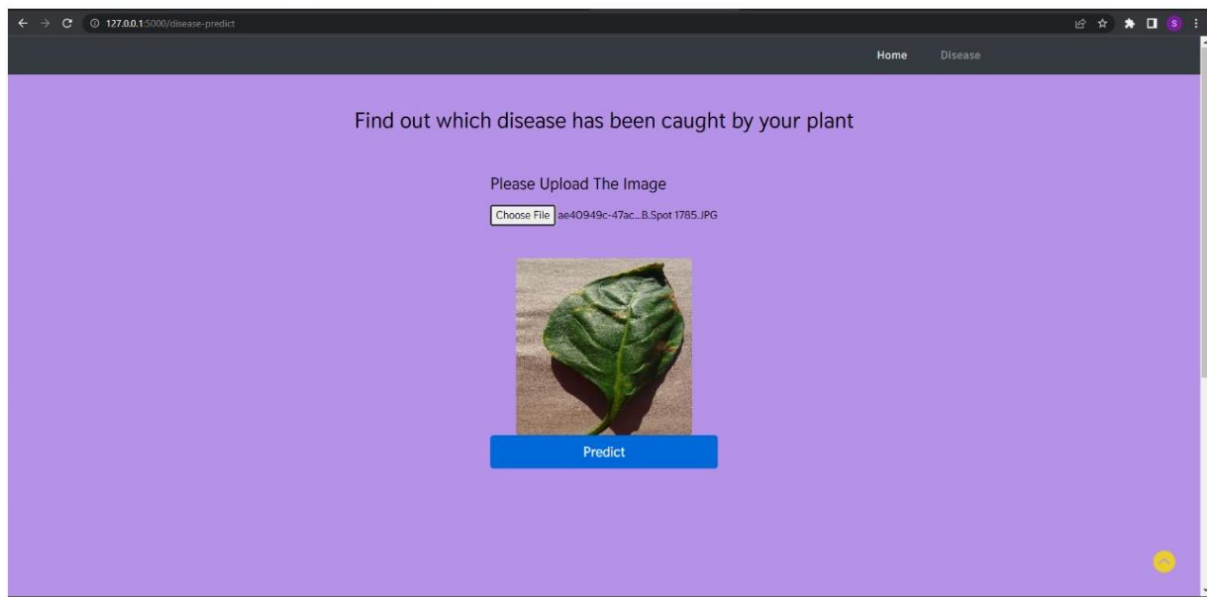 127.0.0.1:5000/disease-predict
S
Home Disease
Find out which disease has been caught by your plant
Please Upload The Image
Choose File ae40949c-47ac...B.Spot 1785.JPG
Predict